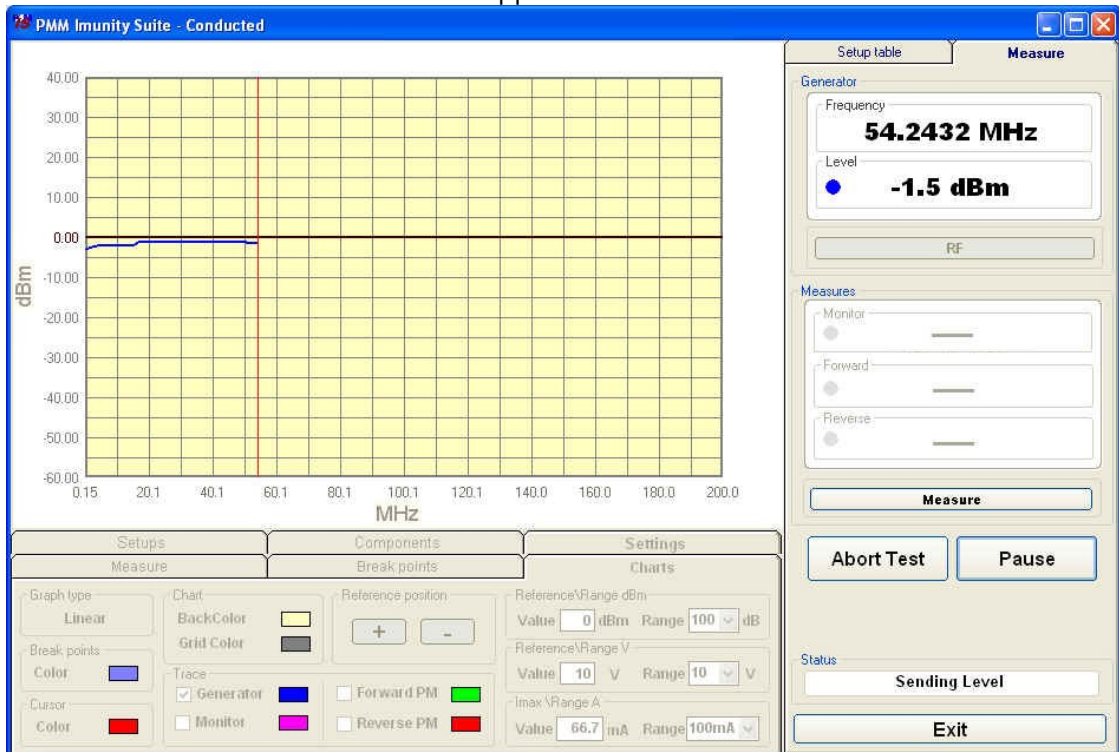 PMM Imunity Suite - Conducted
Setup table
Measure
40.00
30.00
20.00
10.00
0.00
-10.00
-20.00
-30.00
-40.00
-50.00
-60.00
dBm
0.15 20.1 40.1 60.1 80.1 100.1 120.1 140.0 160.0 180.0 200.0
MHz
Generator
Frequency
54.2432 MHz
Level
-1.5 dBm
RF
Measures
Monitor
Forward
Reverse
Measure
Abort Test
Pause
Status
Sending Level
Exit
Setups
Components
Settings
Measure
Break points
Charts
Graph type
Linear
Break points
Color
Cursor
Color
Chart
BackColor
Grid Color
Reference position
+ -
Trace
Generator
Forward PM
Monitor
Reverse PM
Reference\Range dBm
Value 0 dBm Range 100 dB
Reference\Range V
Value 10 V Range 10 V
Imax \Range A
Value 66.7 mA Range 100mA